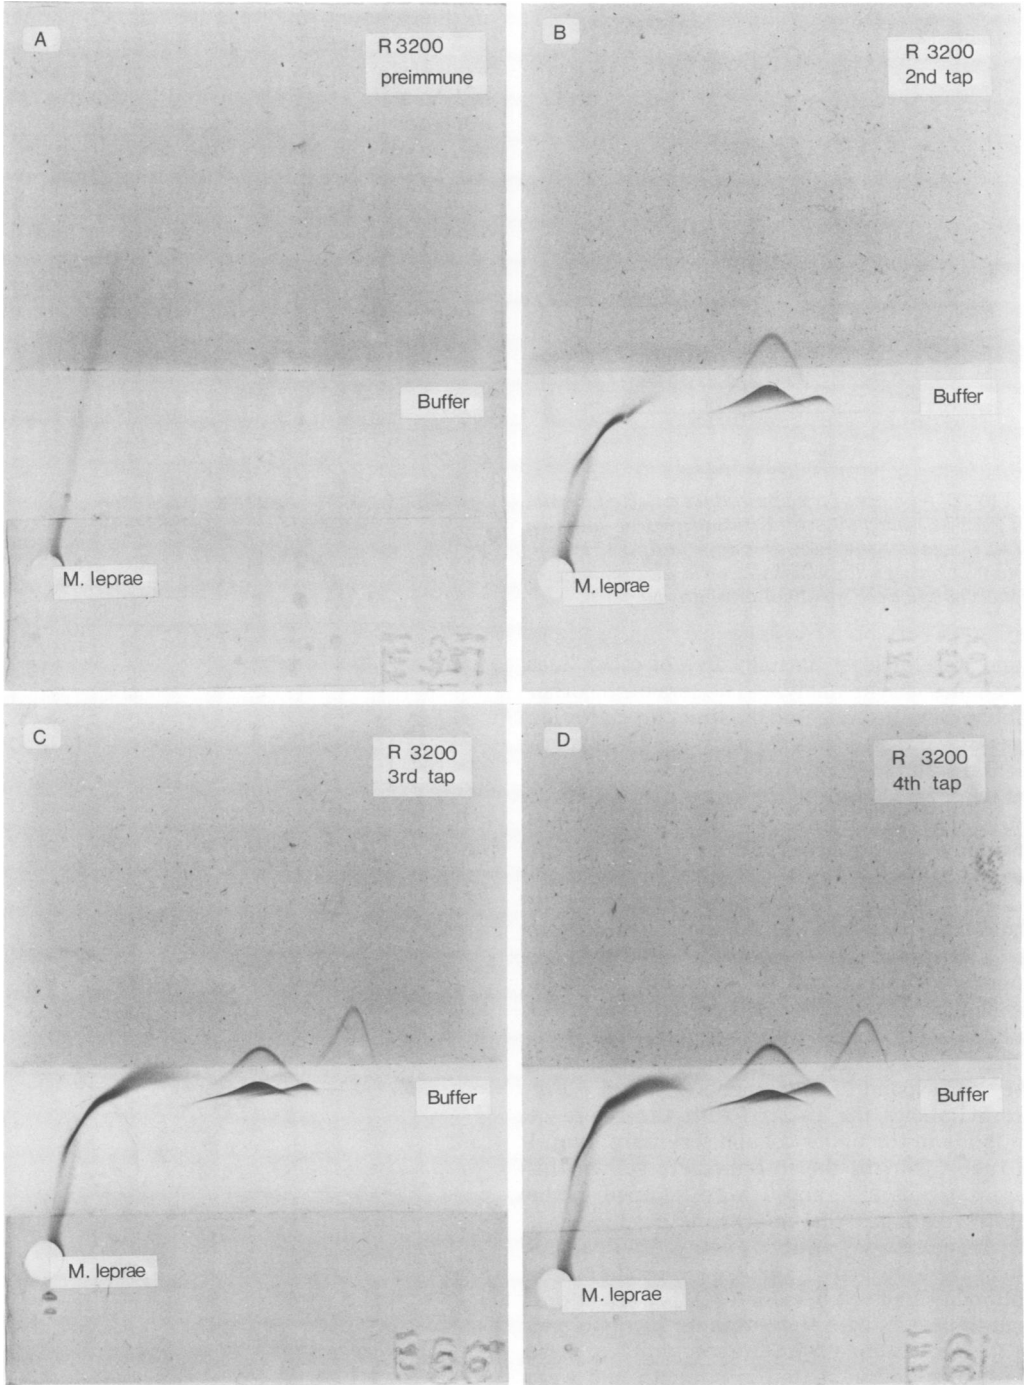 A
R 3200
preimmune
Buffer
M. leprae
B
R 3200
2nd tap
Buffer
M. leprae
C
R 3200
3rd tap
Buffer
M. leprae
D
R 3200
4th tap
Buffer
M. leprae